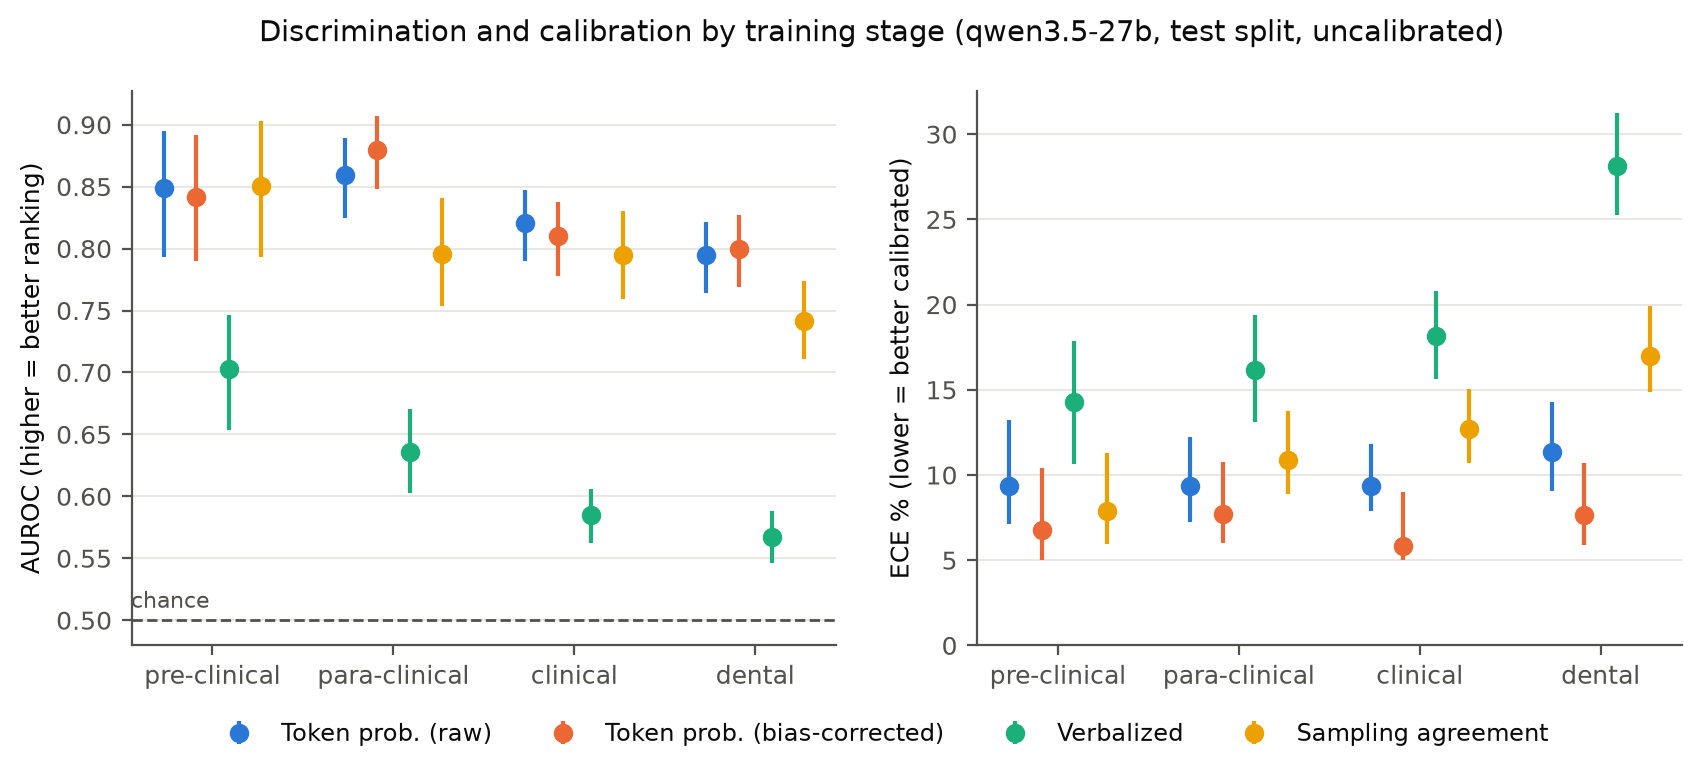 Discrimination and calibration by training stage (qwen3.5-27b, test split, uncalibrated)
AUROC (higher = better ranking)
0.90
0.85
0.80
0.75
0.70
0.65
0.60
0.55
0.50
chance
pre-clinical
para-clinical
clinical
dental
ECE % (lower = better calibrated)
30
25
20
15
10
5
0
pre-clinical
para-clinical
clinical
dental
Token prob. (raw)
Token prob. (bias-corrected)
Verbalized
Sampling agreement